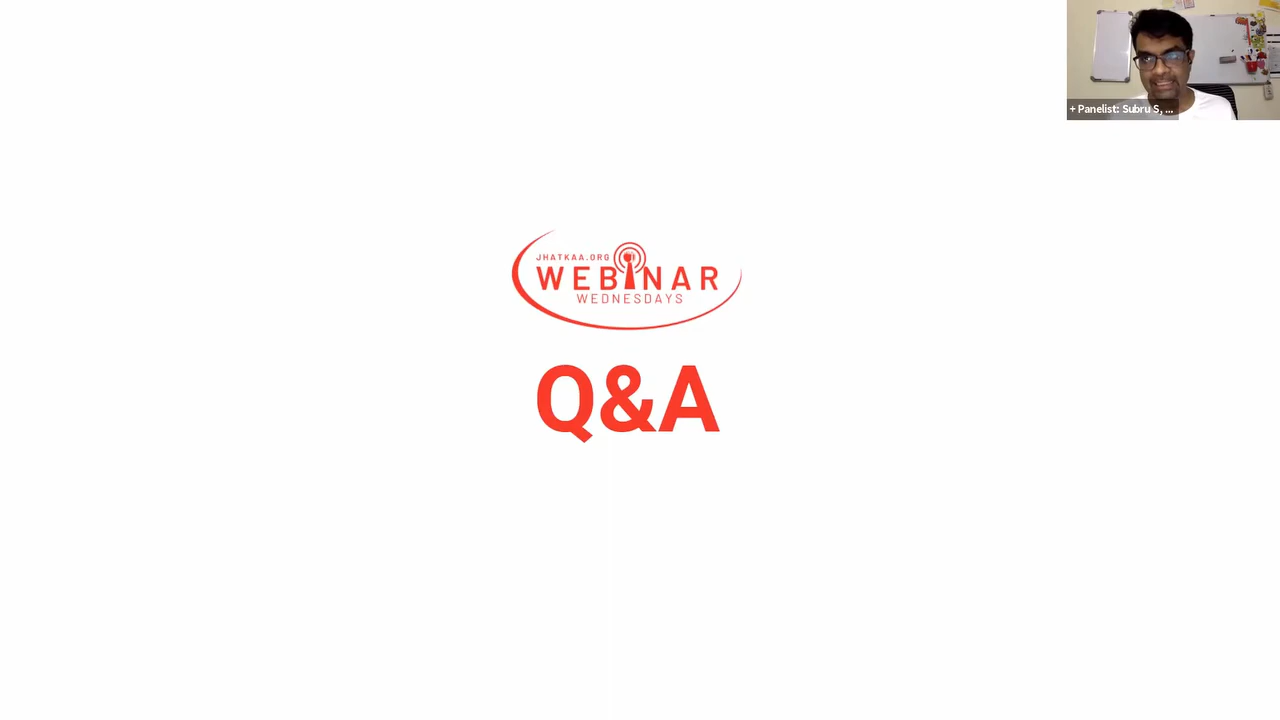 + Panelist: Subru S, ...
JHATKAA.ORG
WEBINAR
WEDNESDAYS
Q&A